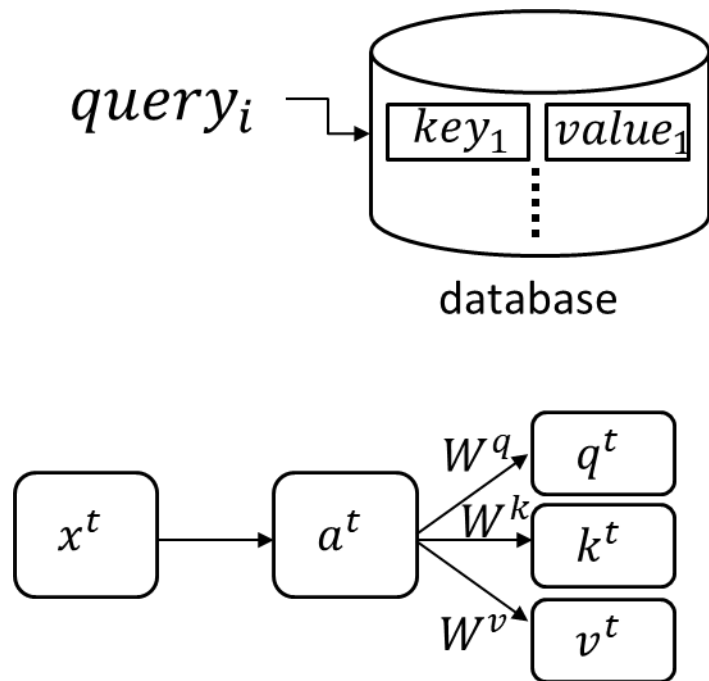 query_i
key_1 value_1
database
x^t
a^t
W^q
W^k
W^v
q^t
k^t
v^t